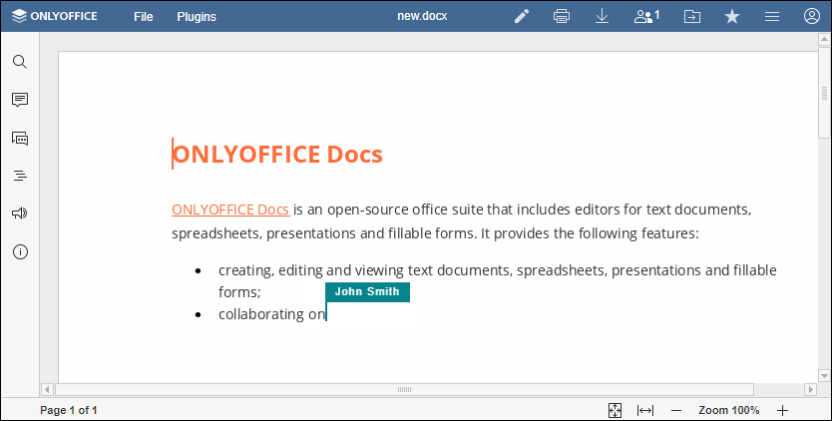 ONLYOFFICE File Plugins new.docx 1
ONLYOFFICE Docs
ONLYOFFICE Docs is an open-source office suite that includes editors for text documents,
spreadsheets, presentations and fillable forms. It provides the following features:
• creating, editing and viewing text documents, spreadsheets, presentations and fillable
forms;
John Smith
• collaborating on
Page 1 of 1 Zoom 100%